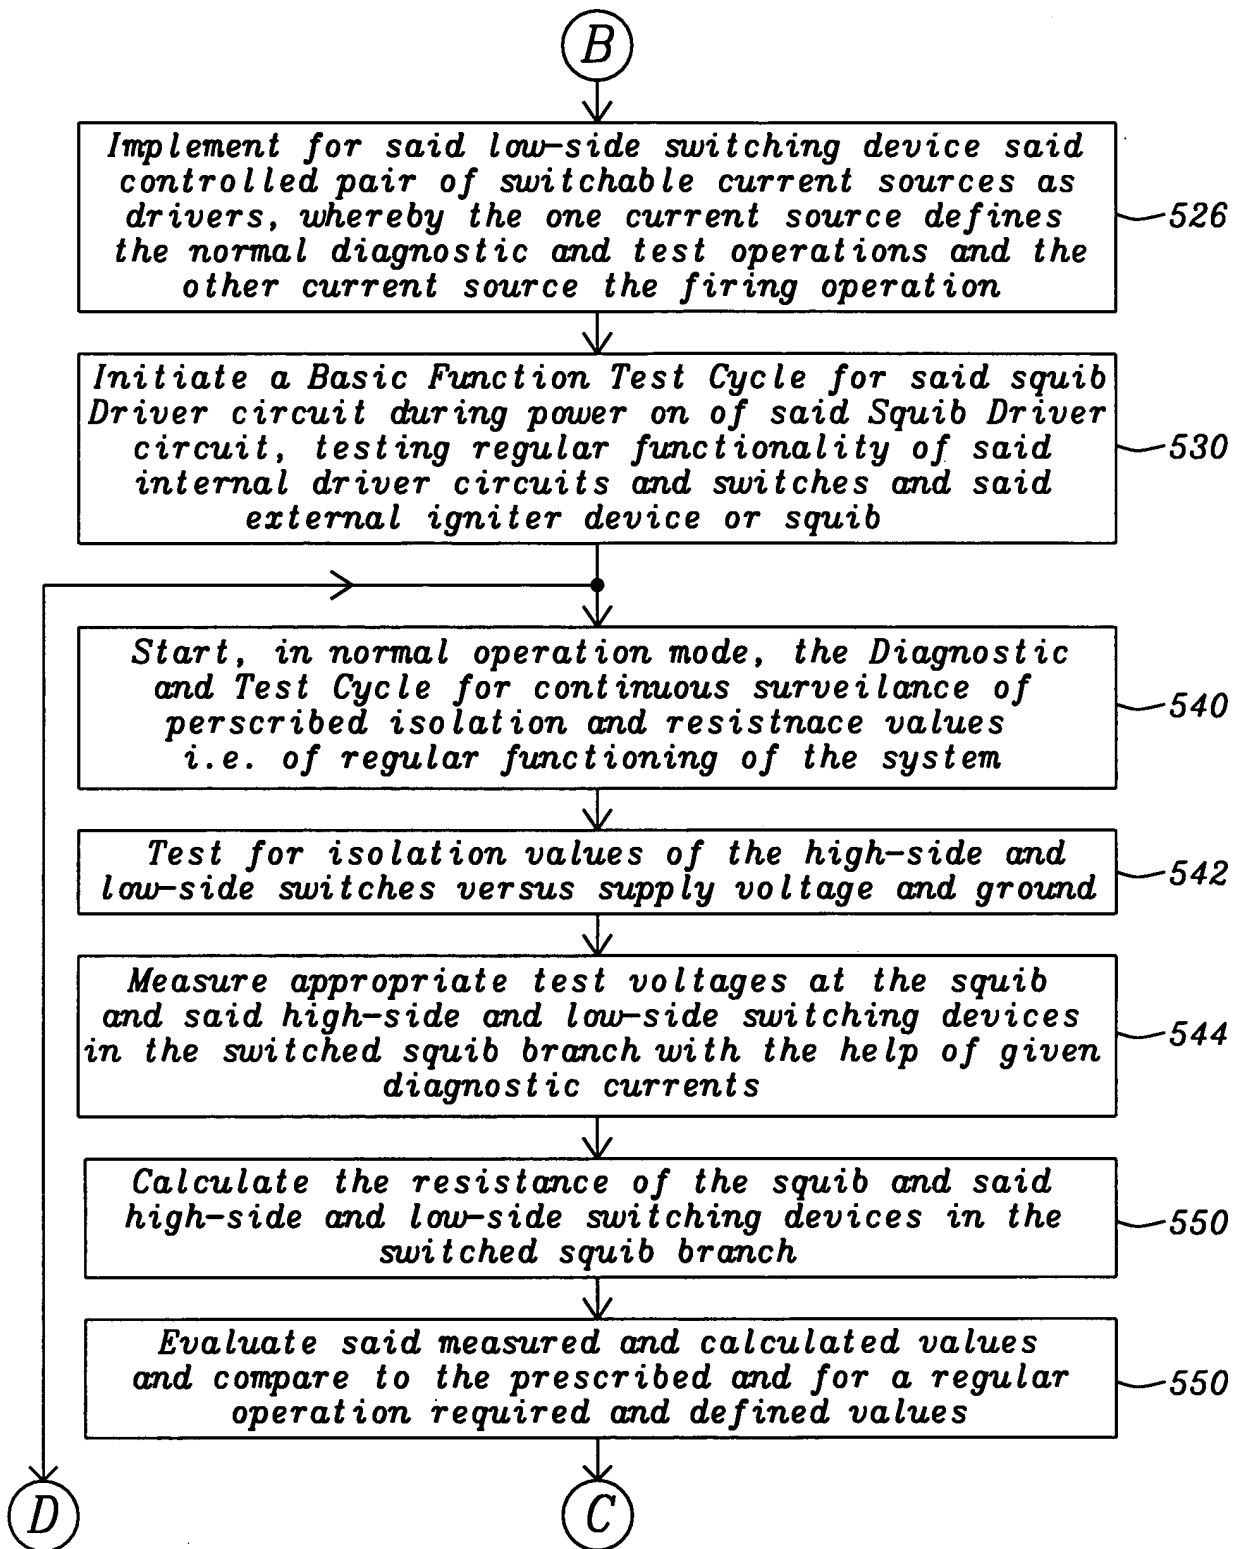 B
Implement for said low-side switching device said
controlled pair of switchable current sources as
drivers, whereby the one current source defines
the normal diagnostic and test operations and the
other current source the firing operation
526
Initiate a Basic Function Test Cycle for said squib
Driver circuit during power on of said Squib Driver
circuit, testing regular functionality of said
internal driver circuits and switches and said
external igniter device or squib
530
Start, in normal operation mode, the Diagnostic
and Test Cycle for continuous surveilance of
perscribed isolation and resistnace values
i.e. of regular functioning of the system
540
Test for isolation values of the high-side and
low-side switches versus supply voltage and ground
542
Measure appropriate test voltages at the squib
and said high-side and low-side switching devices
in the switched squib branch with the help of given
diagnostic currents
544
Calculate the resistance of the squib and said
high-side and low-side switching devices in the
switched squib branch
550
Evaluate said measured and calculated values
and compare to the prescribed and for a regular
operation required and defined values
550
D
C